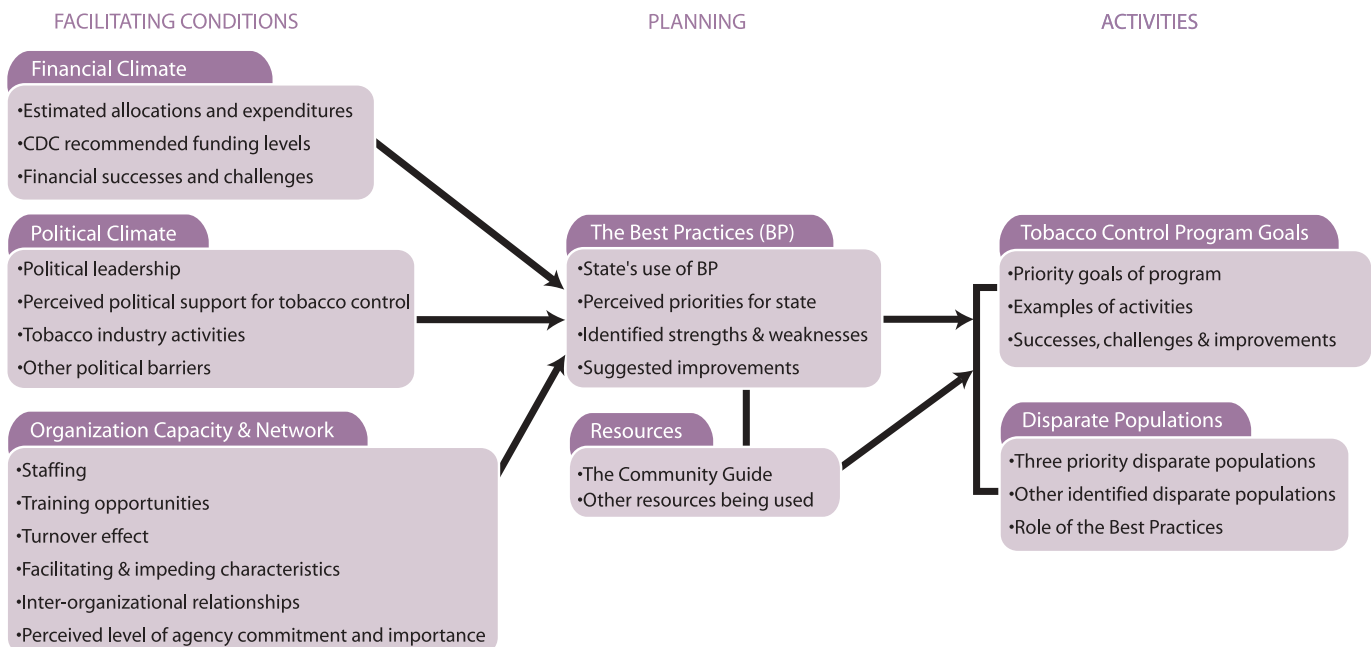 FACILITATING CONDITIONS
PLANNING
ACTIVITIES
Financial Climate
•Estimated allocations and expenditures
•CDC recommended funding levels
•Financial successes and challenges
Political Climate
•Political leadership
•Perceived political support for tobacco control
•Tobacco industry activities
•Other political barriers
Organization Capacity & Network
•Staffing
•Training opportunities
•Turnover effect
•Facilitating & impeding characteristics
•Inter-organizational relationships
•Perceived level of agency commitment and importance
The Best Practices (BP)
•State's use of BP
•Perceived priorities for state
•Identified strengths & weaknesses
•Suggested improvements
Resources
•The Community Guide
•Other resources being used
Tobacco Control Program Goals
•Priority goals of program
•Examples of activities
•Successes, challenges & improvements
Disparate Populations
•Three priority disparate populations
•Other identified disparate populations
•Role of the Best Practices